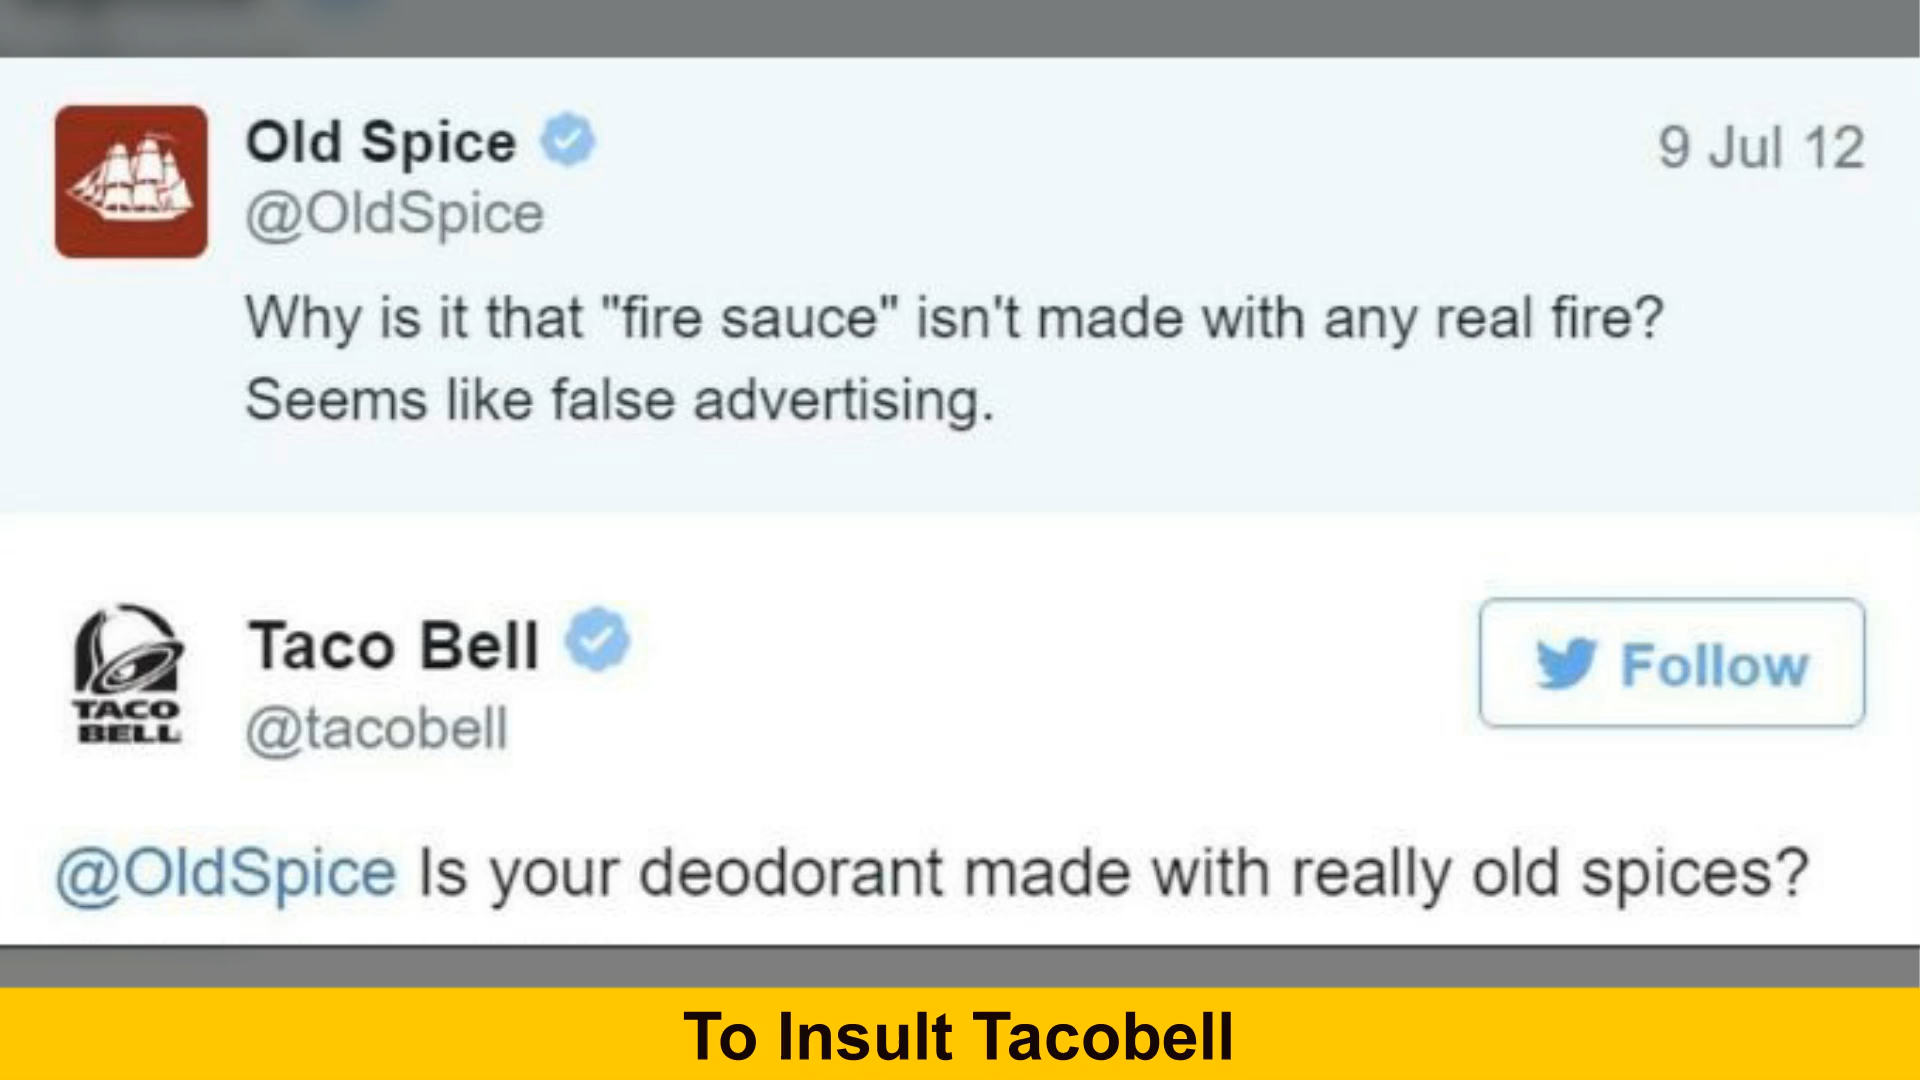 Old Spice
9 Jul 12
@OldSpice
Why is it that "fire sauce" isn't made with any real fire?
Seems like false advertising.
TACO
BELL
Taco Bell
@tacobell
Follow
@OldSpice Is your deodorant made with really old spices?
To Insult Tacobell